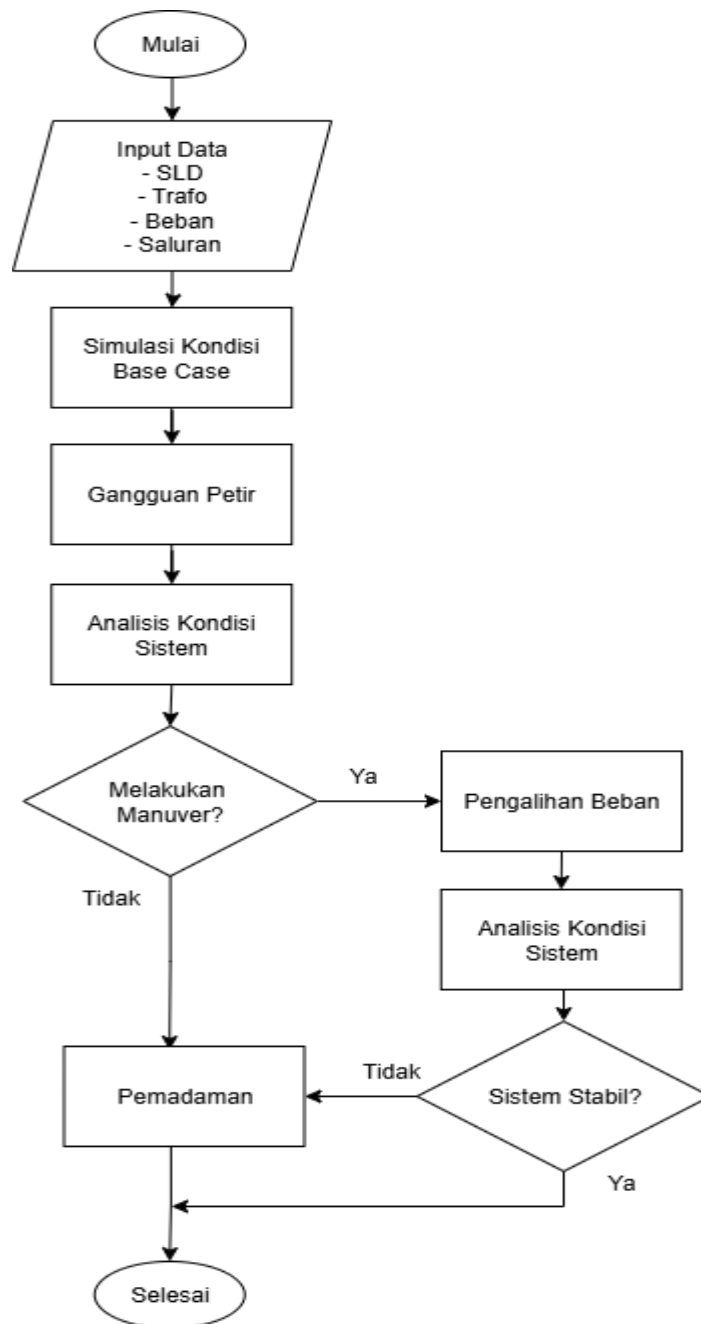 Mulai
Input Data
- SLD
- Trafo
- Beban
- Saluran
Simulasi Kondisi
Base Case
Gangguan Petir
Analisis Kondisi
Sistem
Melakukan
Manuver?
Ya
Pengalihan Beban
Tidak
Analisis Kondisi
Sistem
Pemadaman
Tidak
Sistem Stabil?
Ya
Selesai